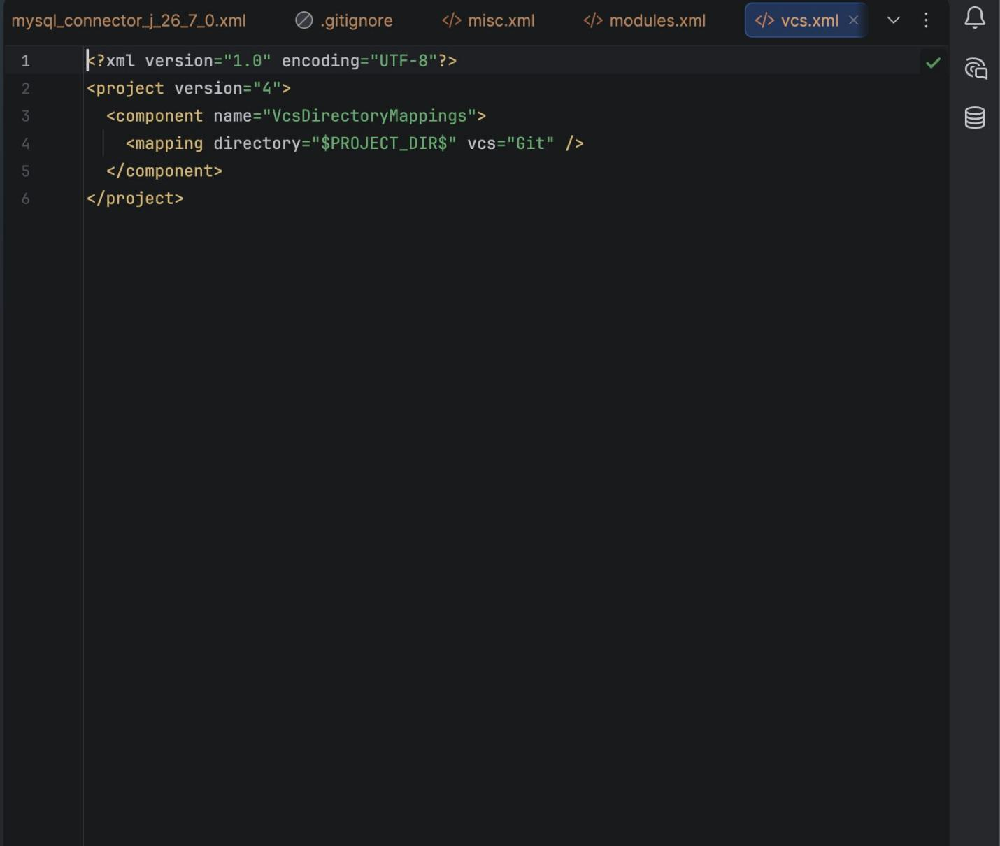 mysql_connector_j_26_7_0.xml .gitignore </> misc.xml </> modules.xml </> vcs.xml
1 <?xml version="1.0" encoding="UTF-8"?>
2 <project version="4">
3   <component name="VcsDirectoryMappings">
4     <mapping directory="$PROJECT_DIR$" vcs="Git" />
5   </component>
6 </project>